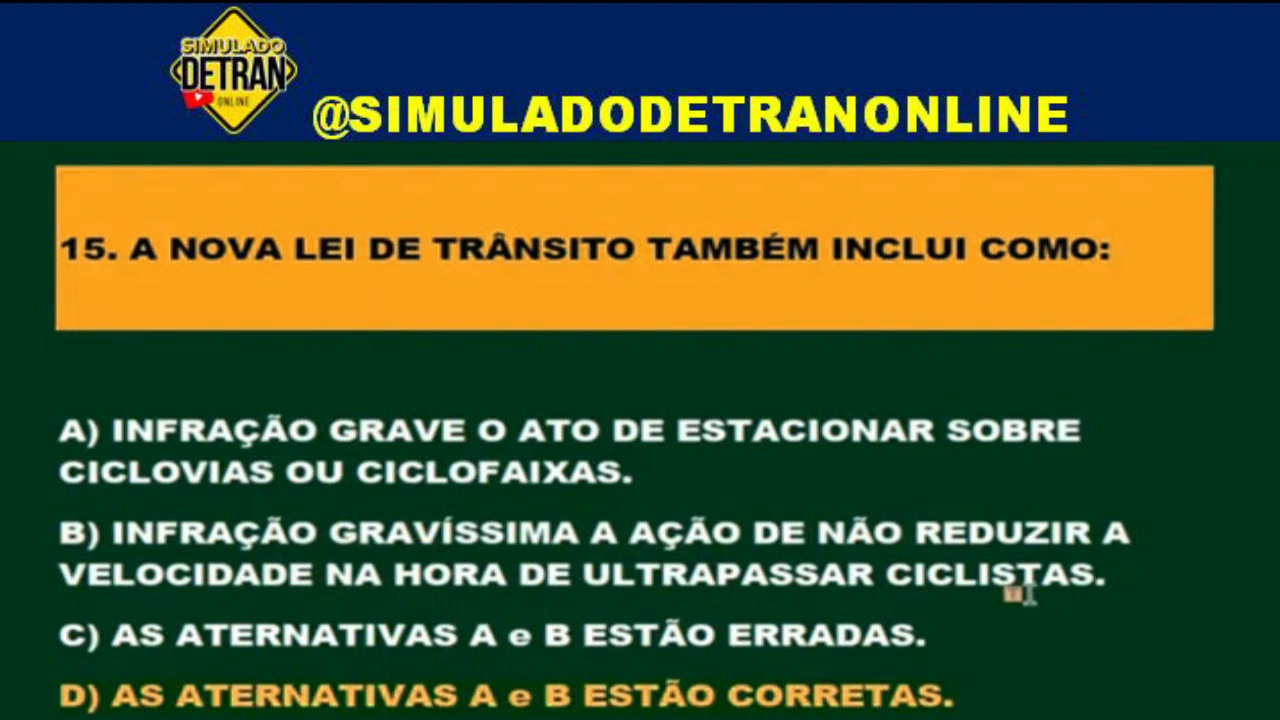 SIMULADO
DETRAN
ONLINE
@SIMULADODETRANONLINE
15. A NOVA LEI DE TRÂNSITO TAMBÉM INCLUI COMO:
A) INFRAÇÃO GRAVE O ATO DE ESTACIONAR SOBRE
CICLOVIAS OU CICLOFAIXAS.
B) INFRAÇÃO GRAVÍSSIMA A AÇÃO DE NÃO REDUZIR A
VELOCIDADE NA HORA DE ULTRAPASSAR CICLISTAS.
C) AS ATERNATIVAS A e B ESTÃO ERRADAS.
D) AS ATERNATIVAS A e B ESTÃO CORRETAS.